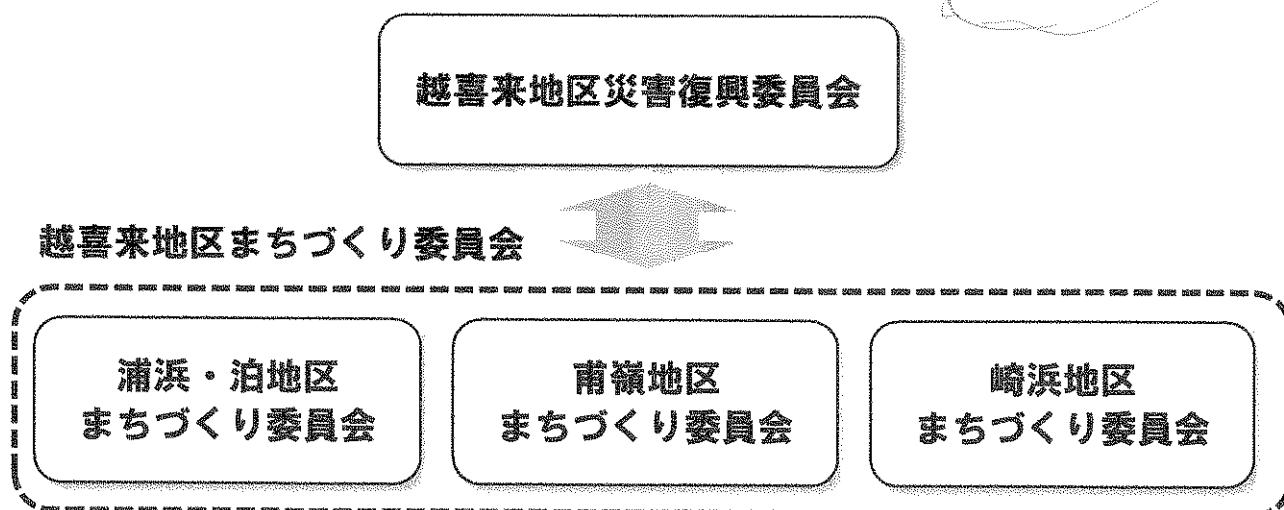 越喜来地区災害復興委員会
越喜来地区まちづくり委員会
浦浜・泊地区
まちづくり委員会
甫嶺地区
まちづくり委員会
崎浜地区
まちづくり委員会